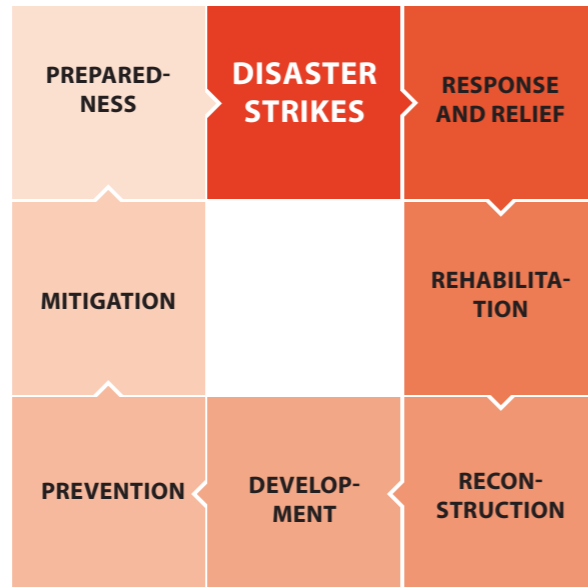 PREPARED-
NESS
DISASTER
STRIKES
RESPONSE
AND RELIEF
MITIGATION
REHABILITA-
TION
PREVENTION
DEVELOP-
MENT
RECON-
STRUCTION